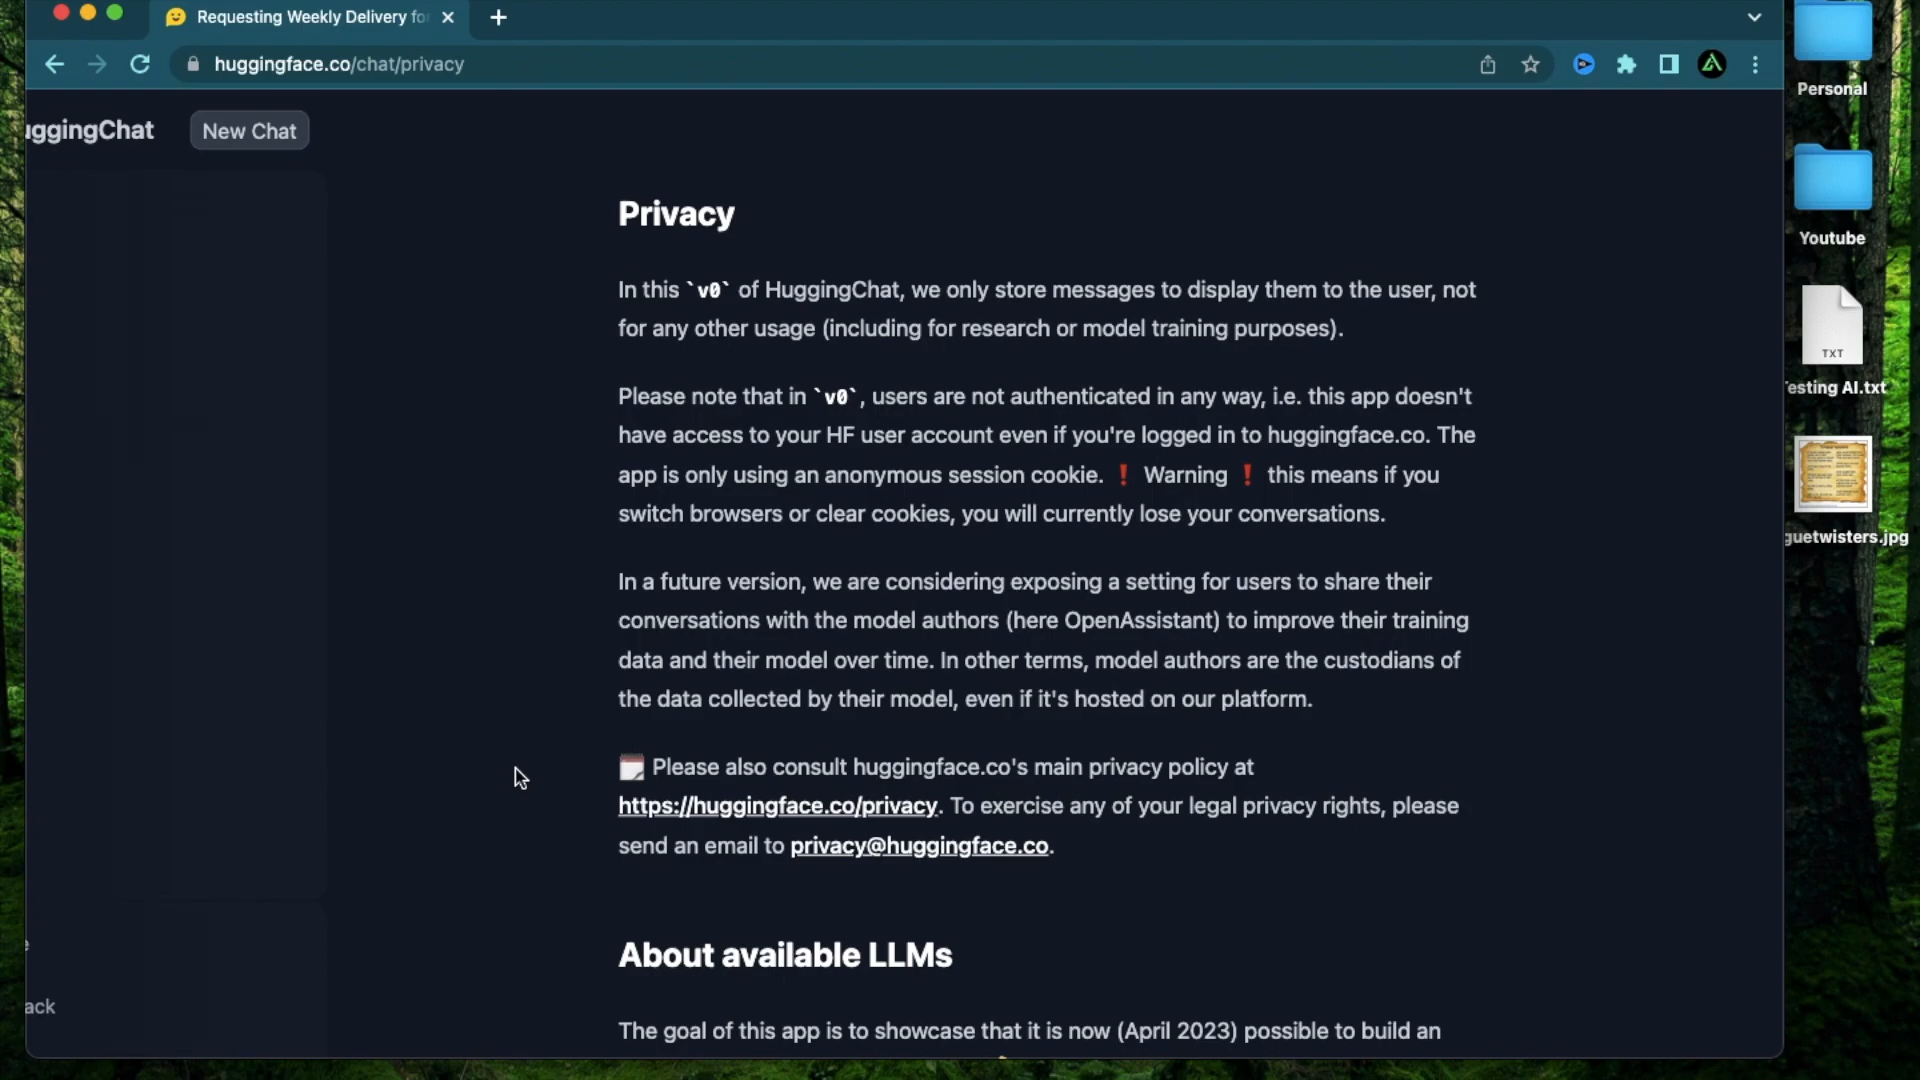 Requesting Weekly Delivery fo
huggingface.co/chat/privacy
uggingChat
New Chat
Privacy
In this `v0` of HuggingChat, we only store messages to display them to the user, not
for any other usage (including for research or model training purposes).
Please note that in `v0`, users are not authenticated in any way, i.e. this app doesn't
have access to your HF user account even if you're logged in to huggingface.co. The
app is only using an anonymous session cookie. ❗ Warning ❗ this means if you
switch browsers or clear cookies, you will currently lose your conversations.
In a future version, we are considering exposing a setting for users to share their
conversations with the model authors (here OpenAssistant) to improve their training
data and their model over time. In other terms, model authors are the custodians of
the data collected by their model, even if it's hosted on our platform.
🗓 Please also consult huggingface.co's main privacy policy at
https://huggingface.co/privacy. To exercise any of your legal privacy rights, please
send an email to privacy@huggingface.co.
About available LLMs
The goal of this app is to showcase that it is now (April 2023) possible to build an
e
ack
Personal
Youtube
TXT
esting AI.txt
guetwisters.jpg